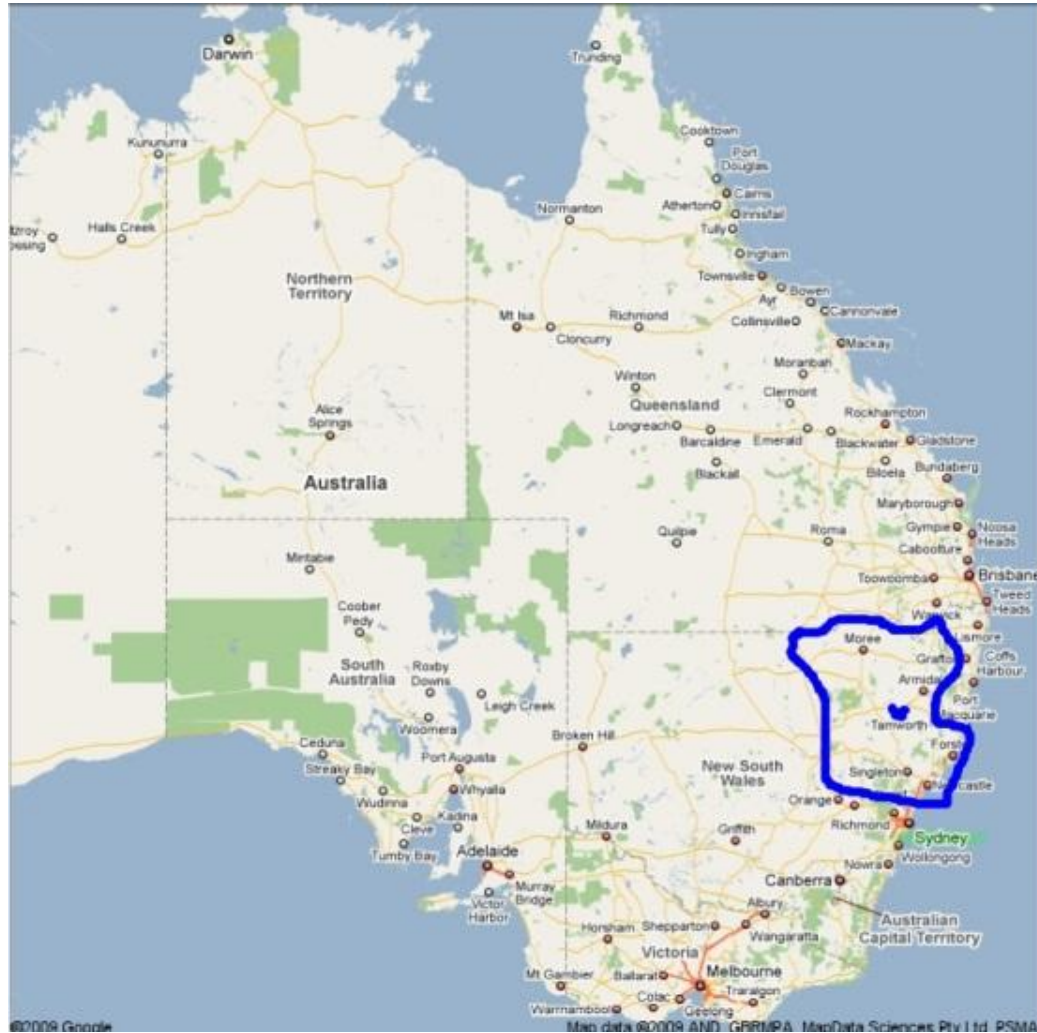 Darwin
Trunding
Cooktown
Kununurra
Port
Douglas
Cairns
Atherton
Innisfail
Normanton
Tully
Halls Creek
Ingham
Northern
Territory
Townsville
Ayr
Bowen
Mt Isa
Richmond
Collinsville
Cannonvale
Cloncurry
Mackay
Moranbah
Winton
Clermont
Queensland
Rockhampton
Alice
Springs
Longreach
Barcaldine
Emerald
Blackwater
Gladstone
Blackall
Biloela
Bundaberg
Australia
Maryborough
Quilpie
Roma
Gympie
Noosa
Heads
Mintabie
Caboolture
Toowoomba
Brisbane
Coober
Pedy
Warwick
Tweed
Heads
Lismore
Moree
South
Australia
Roxby
Downs
Grafton
Coffs
Harbour
Leigh Creek
Armidale
Woomera
Port
Macquarie
Tamworth
Ceduna
Broken Hill
Forster
Streaky Bay
Port Augusta
New South
Wales
Singleton
Whyalla
Newcastle
Wudinna
Orange
Cleve
Kadina
Mildura
Griffith
Richmond
Sydney
Tumby Bay
Adelaide
Wollongong
Nowra
Murray
Bridge
Canberra
Victor
Harbor
Albury
Australian
Capital Territory
Horsham
Shepparton
Wangaratta
Victoria
Mt Gambier
Ballarat
Melbourne
Colac
Traralgon
Warrnambool
Geelong
©2009 Google
Map data ©2009 AND, GBRMPA, MapData Sciences Pty Ltd, PSMA